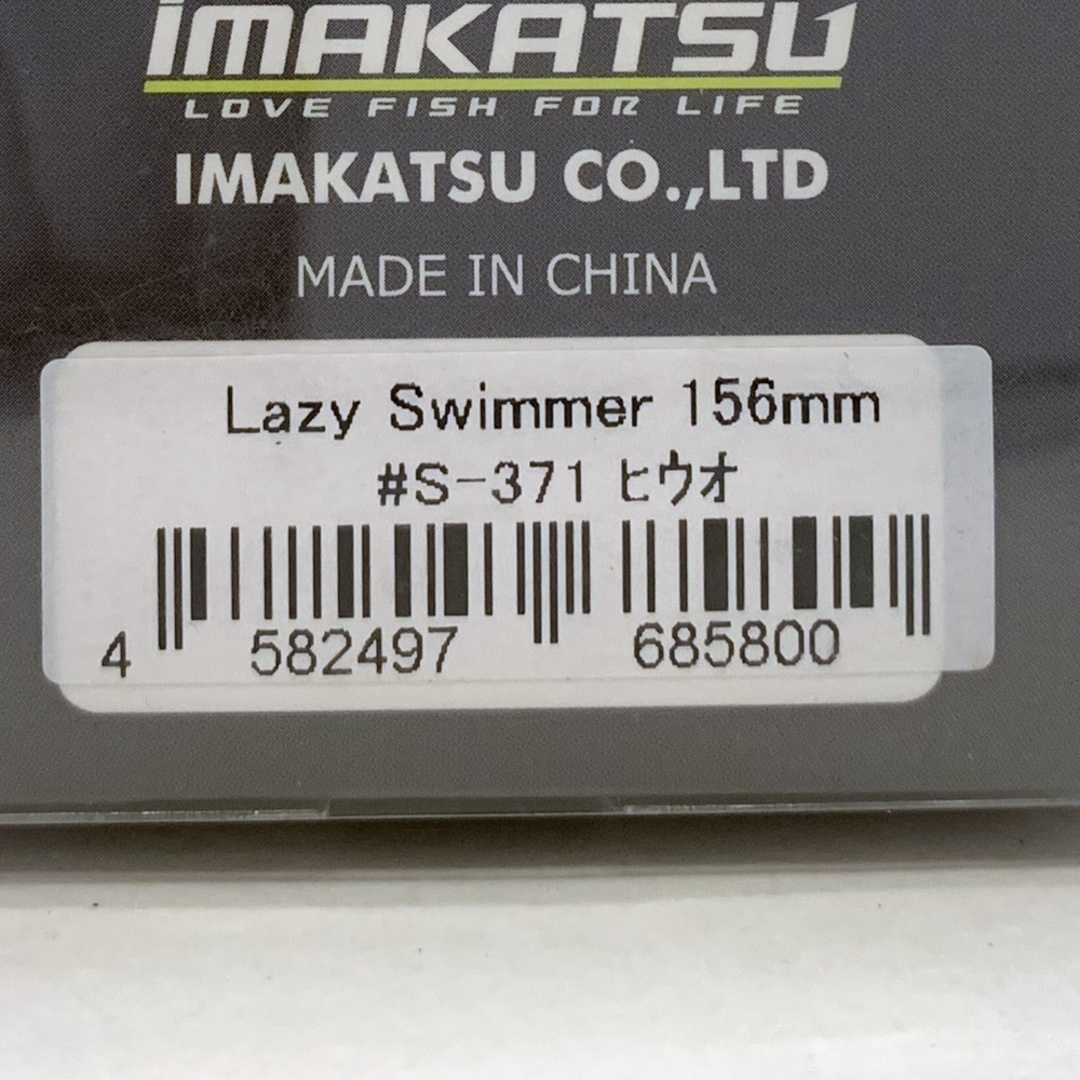 IMAKATSU
LOVE FISH FOR LIFE
IMAKATSU CO.,LTD
MADE IN CHINA
Lazy Swimmer 156mm
#S-371 ヒウオ
4 582497 685800